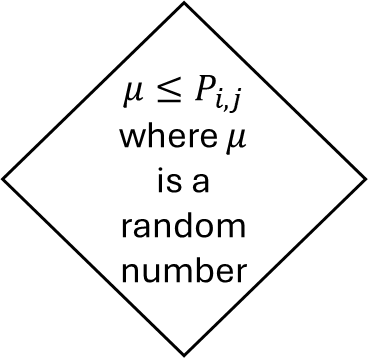 μ ≤ P_{i,j}
where μ
is a
random
number